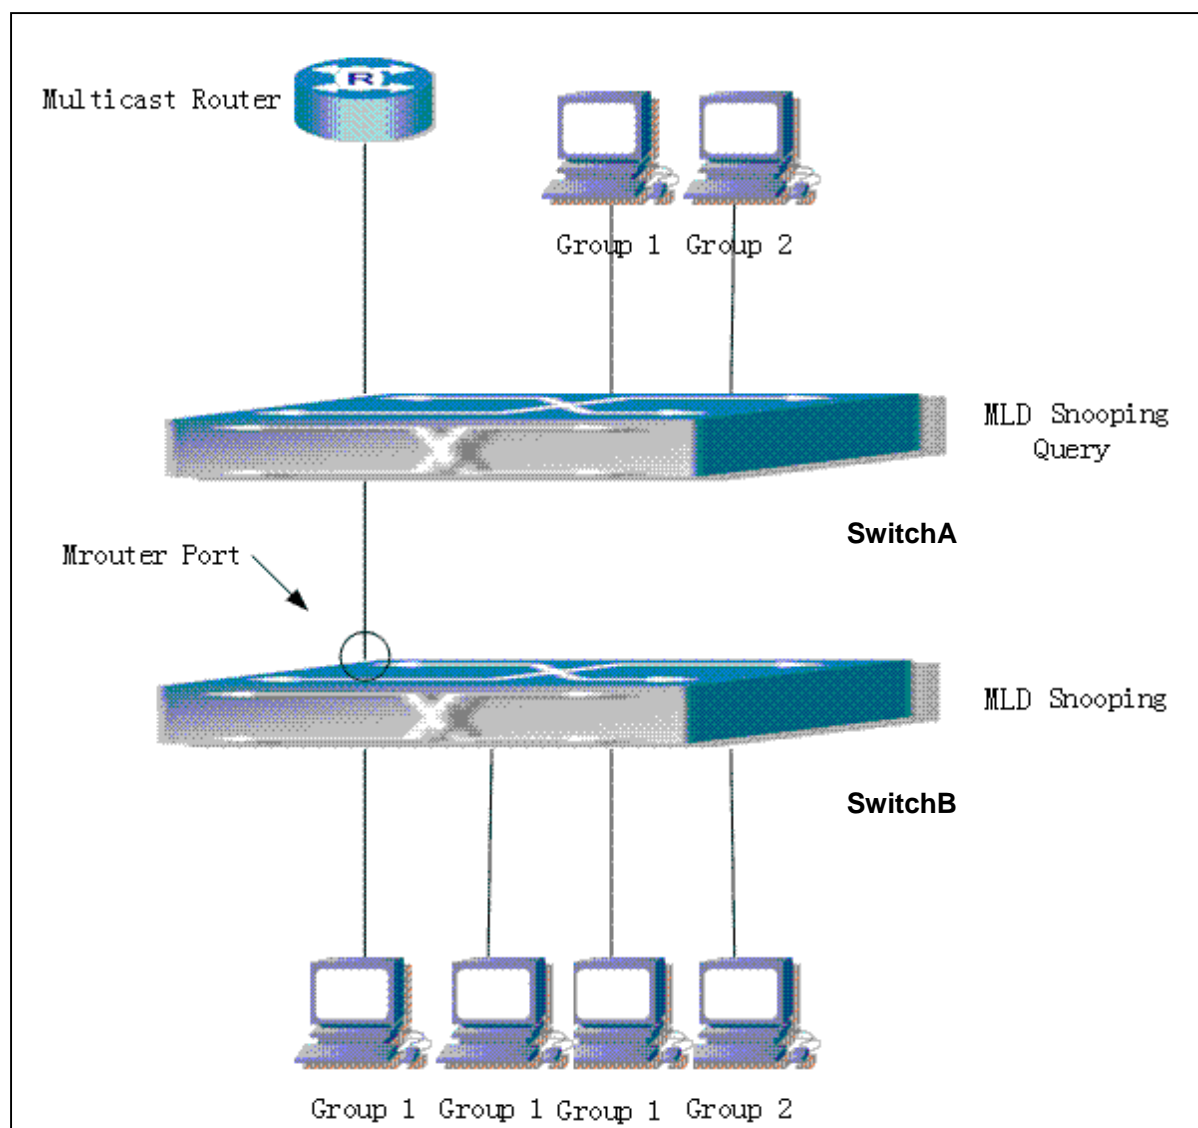 R
Multicast Router
Group 1
Group 2
MLD Snooping
Query
SwitchA
Mrouter Port
MLD Snooping
SwitchB
Group 1
Group 1
Group 1
Group 2